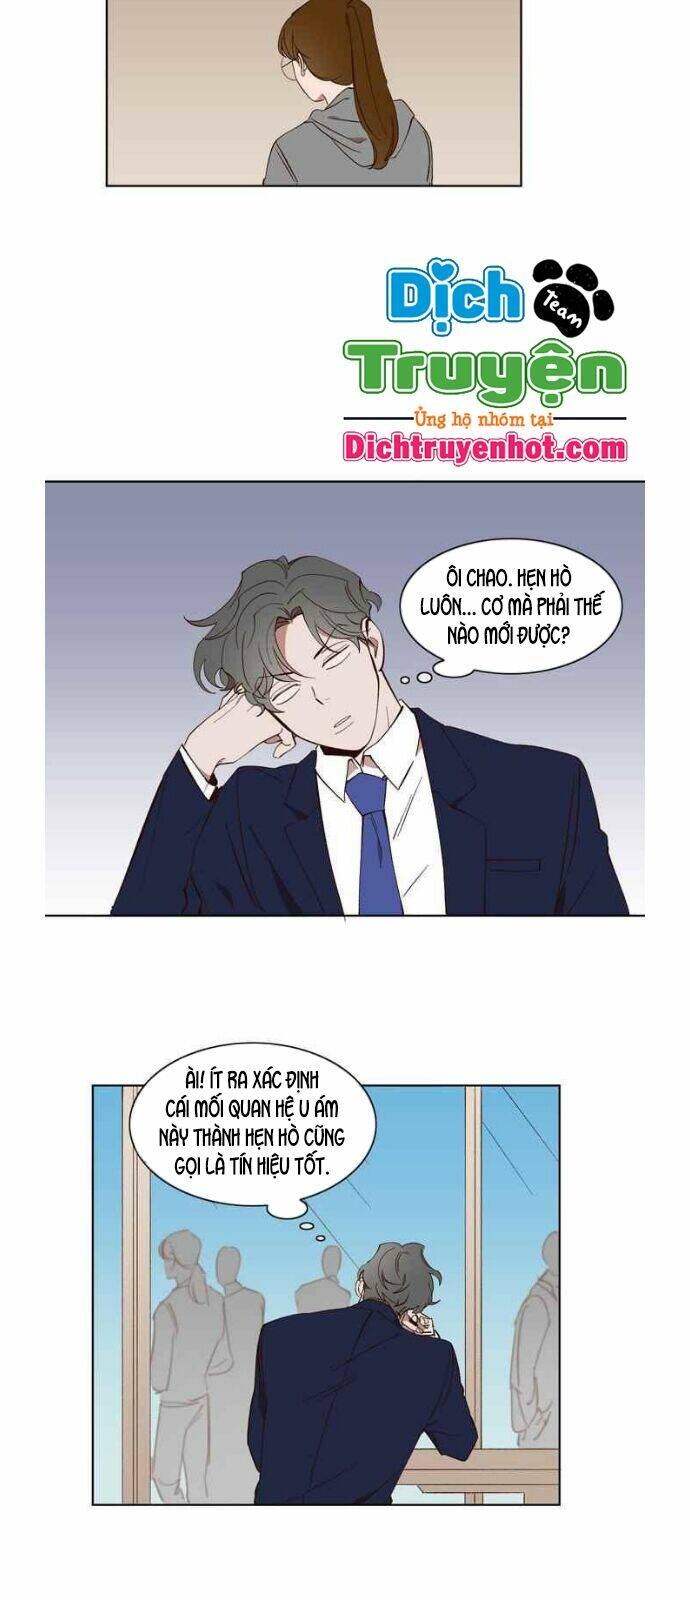 Dịch
Team
Truyện
Ủng hộ nhóm tại
Dichtruyenhot.com
ÔI CHAO. HẸN HÒ
LUÔN... CƠ MÀ PHẢI THẾ
NÀO MỚI ĐƯỢC?
ÀI! ÍT RA XÁC ĐỊNH
CÁI MỐI QUAN HỆ U ÁM
NÀY THÀNH HẸN HÒ CŨNG
GỌI LÀ TÍN HIỆU TỐT.